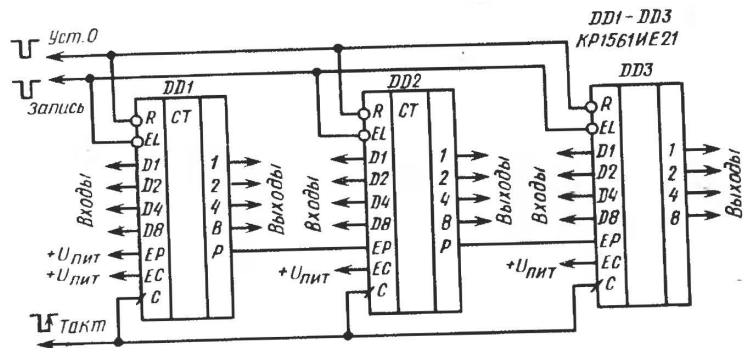 DD1-DD3
КР1561ИЕ21
Уст.0
Запись
DD1
R
EL
D1
D2
D4
D8
EP
EC
C
CT
1
2
4
8
P
Входы
Выходы
+Uпит
+Uпит
DD2
R
EL
D1
D2
D4
D8
EP
EC
C
CT
1
2
4
8
P
Входы
Выходы
+Uпит
DD3
R
EL
D1
D2
D4
D8
EP
EC
C
1
2
4
8
Входы
Выходы
+Uпит
Такт